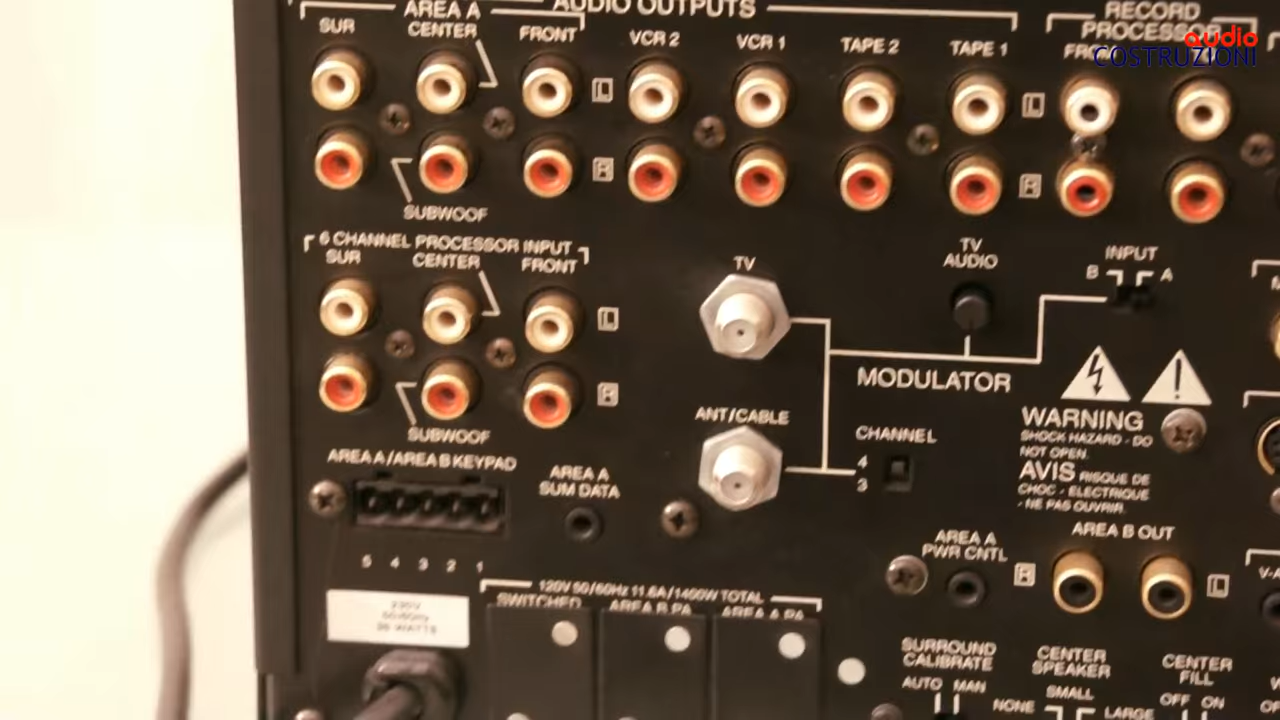 AREA A
AUDIO OUTPUTS
RECORD
PROCESSOR
audio
COSTRUZIONI
SUR
CENTER
FRONT
VCR 2
VCR 1
TAPE 2
TAPE 1
L
L
R
R
SUBWOOF
6 CHANNEL PROCESSOR INPUT
SUR
CENTER
FRONT
TV
TV
AUDIO
INPUT
B
A
L
R
SUBWOOF
MODULATOR
ANT/CABLE
CHANNEL
4
3
WARNING
SHOCK HAZARD - DO
NOT OPEN.
AVIS RISQUE DE
CHOC - ELECTRIQUE
- NE PAS OUVRIR.
AREA A/AREA B KEYPAD
AREA A
SUM DATA
5 4 3 2 1
AREA A
PWR CNTL
AREA B OUT
R
L
120V 50/60Hz 11.6A/1400W TOTAL
SWITCHED
AREA B PA
AREA A PA
230V
50/60Hz
SURROUND
CALIBRATE
AUTO MAN
CENTER
SPEAKER
SMALL
NONE
LARGE
CENTER
FILL
OFF ON